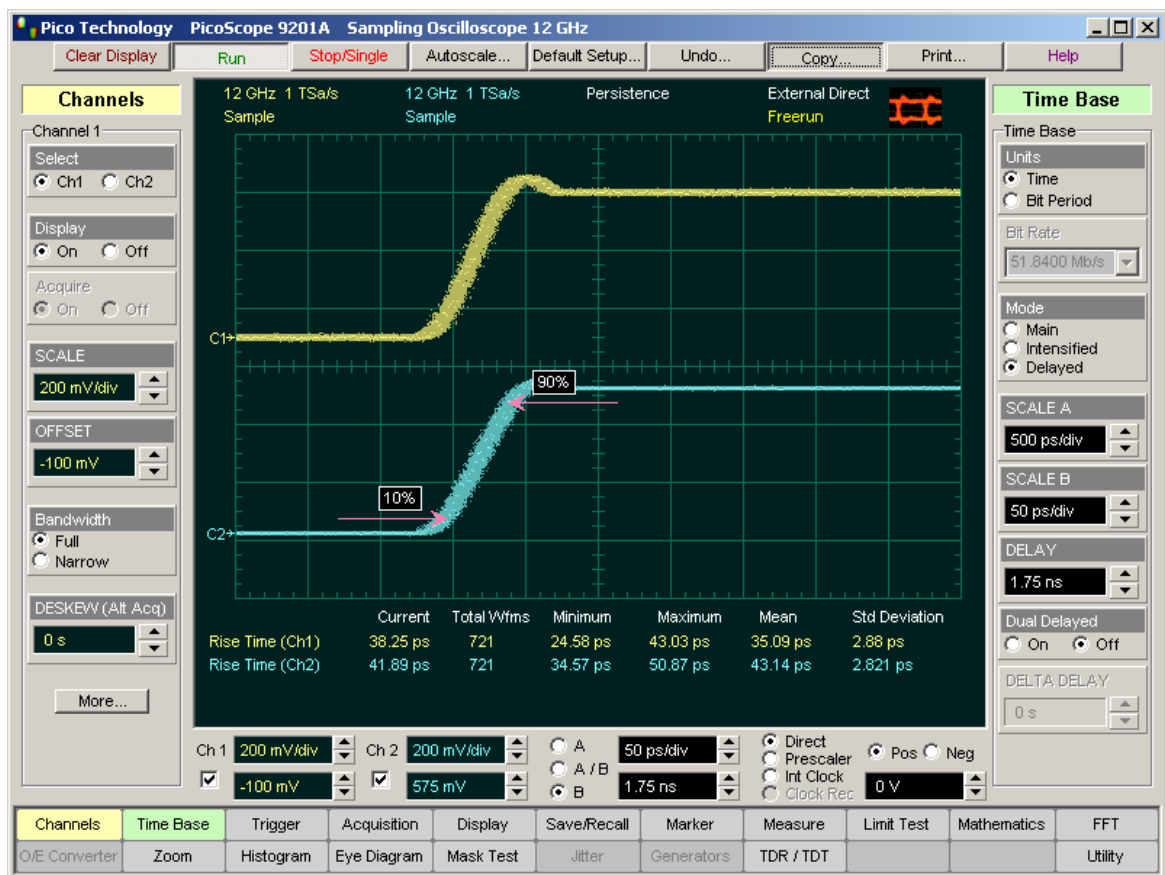 Pico Technology PicoScope 9201A Sampling Oscilloscope 12 GHz
Clear Display Run Stop/Single Autoscale... Default Setup... Undo... Copy... Print... Help
Channels
Channel 1
Select
Ch1 Ch2
Display
On Off
Acquire
On Off
SCALE
200 mV/div
OFFSET
-100 mV
Bandwidth
Full
Narrow
DESKEW (Alt Acq)
0 s
More...
12 GHz 1 TSa/s 12 GHz 1 TSa/s Persistence External Direct
Sample Sample Freerun
C1
90%
10%
C2
Current Total Wfms Minimum Maximum Mean Std Deviation
Rise Time (Ch1) 38.25 ps 721 24.58 ps 43.03 ps 35.09 ps 2.88 ps
Rise Time (Ch2) 41.89 ps 721 34.57 ps 50.87 ps 43.14 ps 2.821 ps
Time Base
Time Base
Units
Time
Bit Period
Bit Rate
51.8400 Mb/s
Mode
Main
Intensified
Delayed
SCALE A
500 ps/div
SCALE B
50 ps/div
DELAY
1.75 ns
Dual Delayed
On Off
DELTA DELAY
0 s
Ch 1 200 mV/div Ch 2 200 mV/div A 50 ps/div Direct
A / B Prescaler Pos Neg
-100 mV 575 mV B 1.75 ns Int Clock 0 V
Clock Rec
Channels Time Base Trigger Acquisition Display Save/Recall Marker Measure Limit Test Mathematics FFT
O/E Converter Zoom Histogram Eye Diagram Mask Test Jitter Generators TDR / TDT Utility